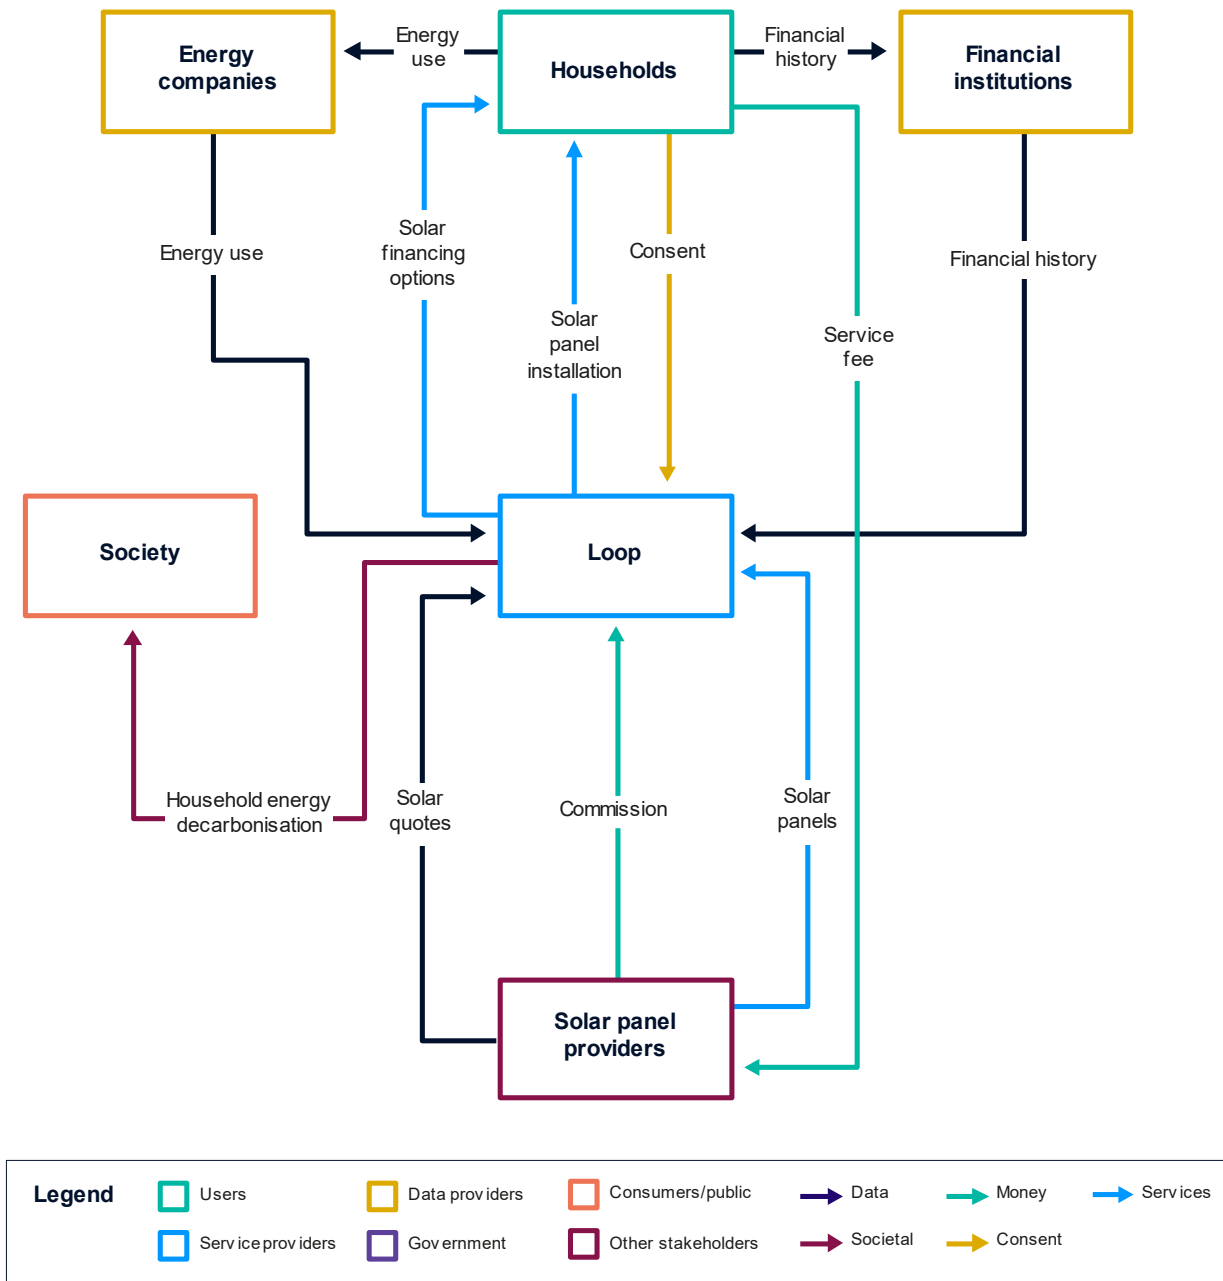 Energy
companies
Energy
use
Households
Financial
history
Financial
institutions
Energy use
Solar
financing
options
Consent
Financial history
Solar
panel
installation
Service
fee
Society
Loop
Household energy
decarbonisation
Solar
quotes
Commission
Solar
panels
Solar panel
providers
Legend
Users
Data providers
Consumers/public
Data
Money
Services
Service providers
Government
Other stakeholders
Societal
Consent